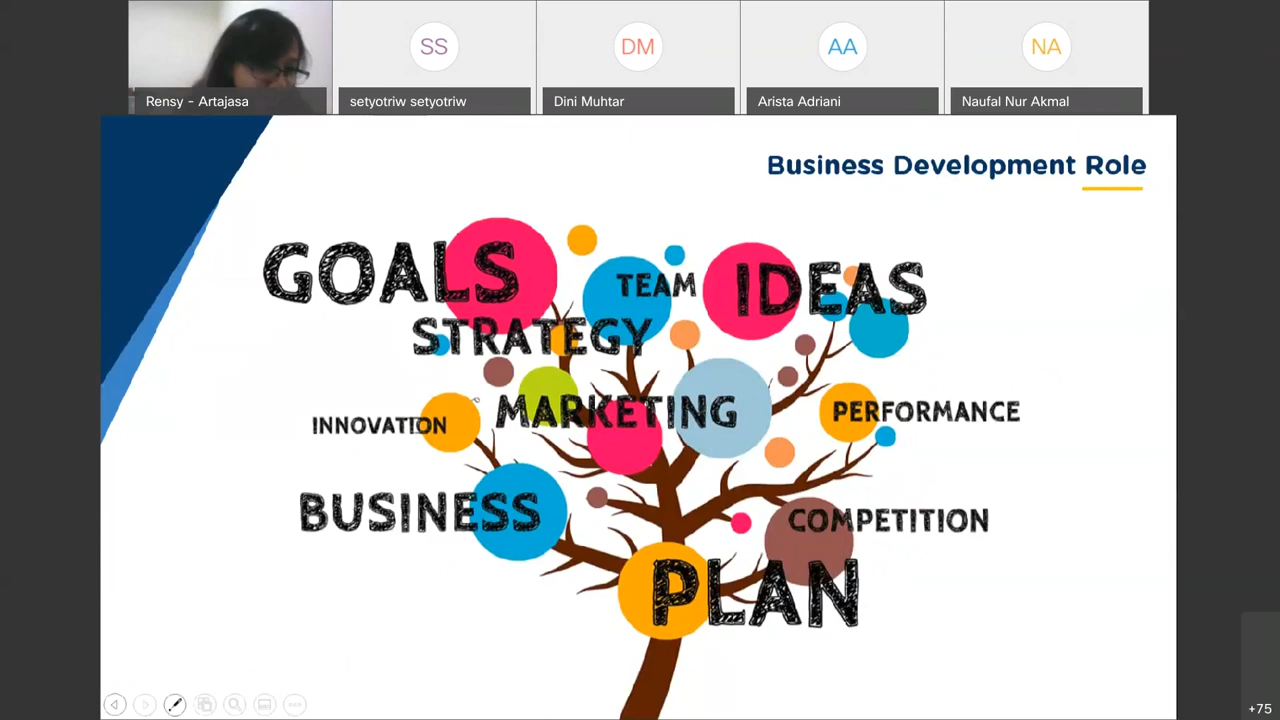 SS
DM
AA
NA
Rensy - Artajasa
setyotriw setyotriw
Dini Muhtar
Arista Adriani
Naufal Nur Akmal
Business Development Role
GOALS
TEAM
IDEAS
STRATEGY
INNOVATION
MARKETING
PERFORMANCE
BUSINESS
COMPETITION
PLAN
+75